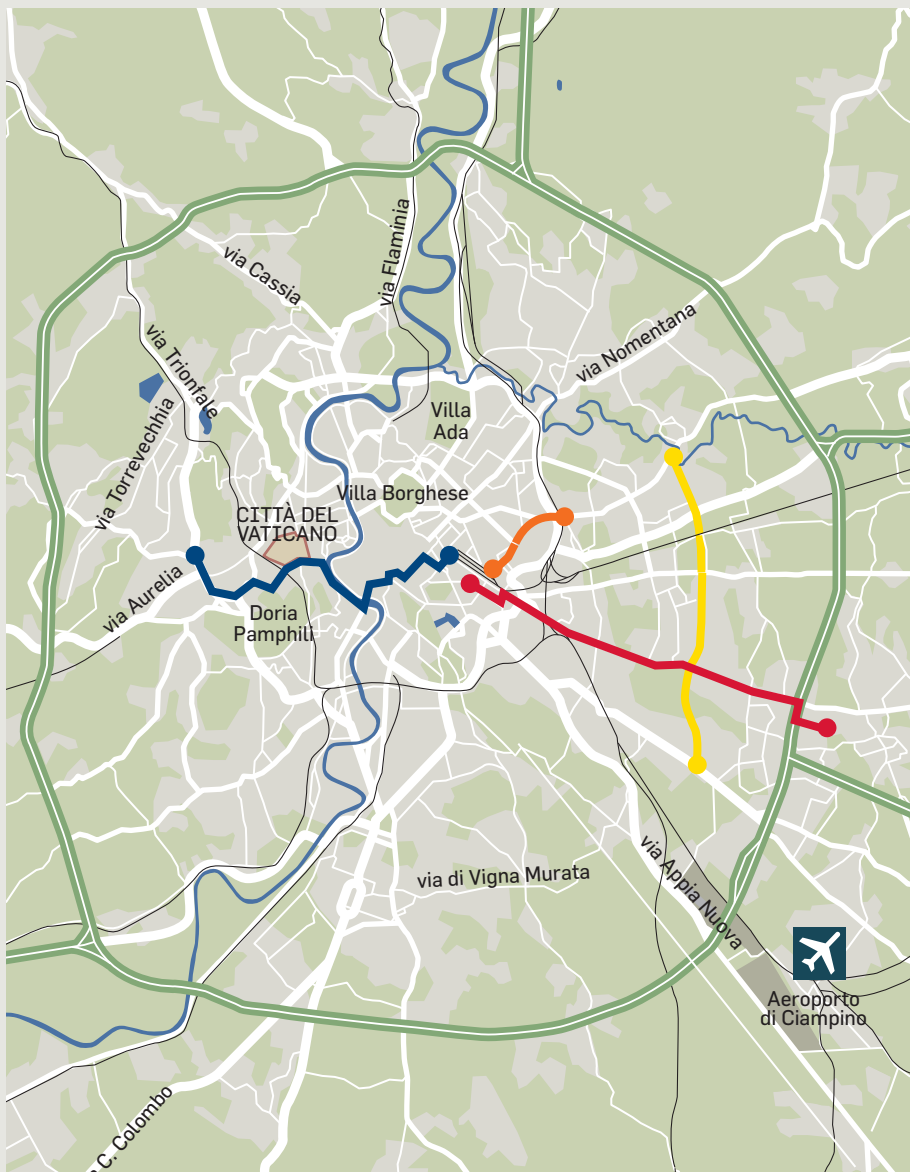 via Flaminia
via Cassia
via Nomentana
via Trionfale
via Torrevechhia
Villa
Ada
Villa Borghese
CITTÀ DEL
VATICANO
via Aurelia
Doria
Pamphili
via di Vigna Murata
via Appia Nuova
Aeroporto
di Ciampino
C. Colombo